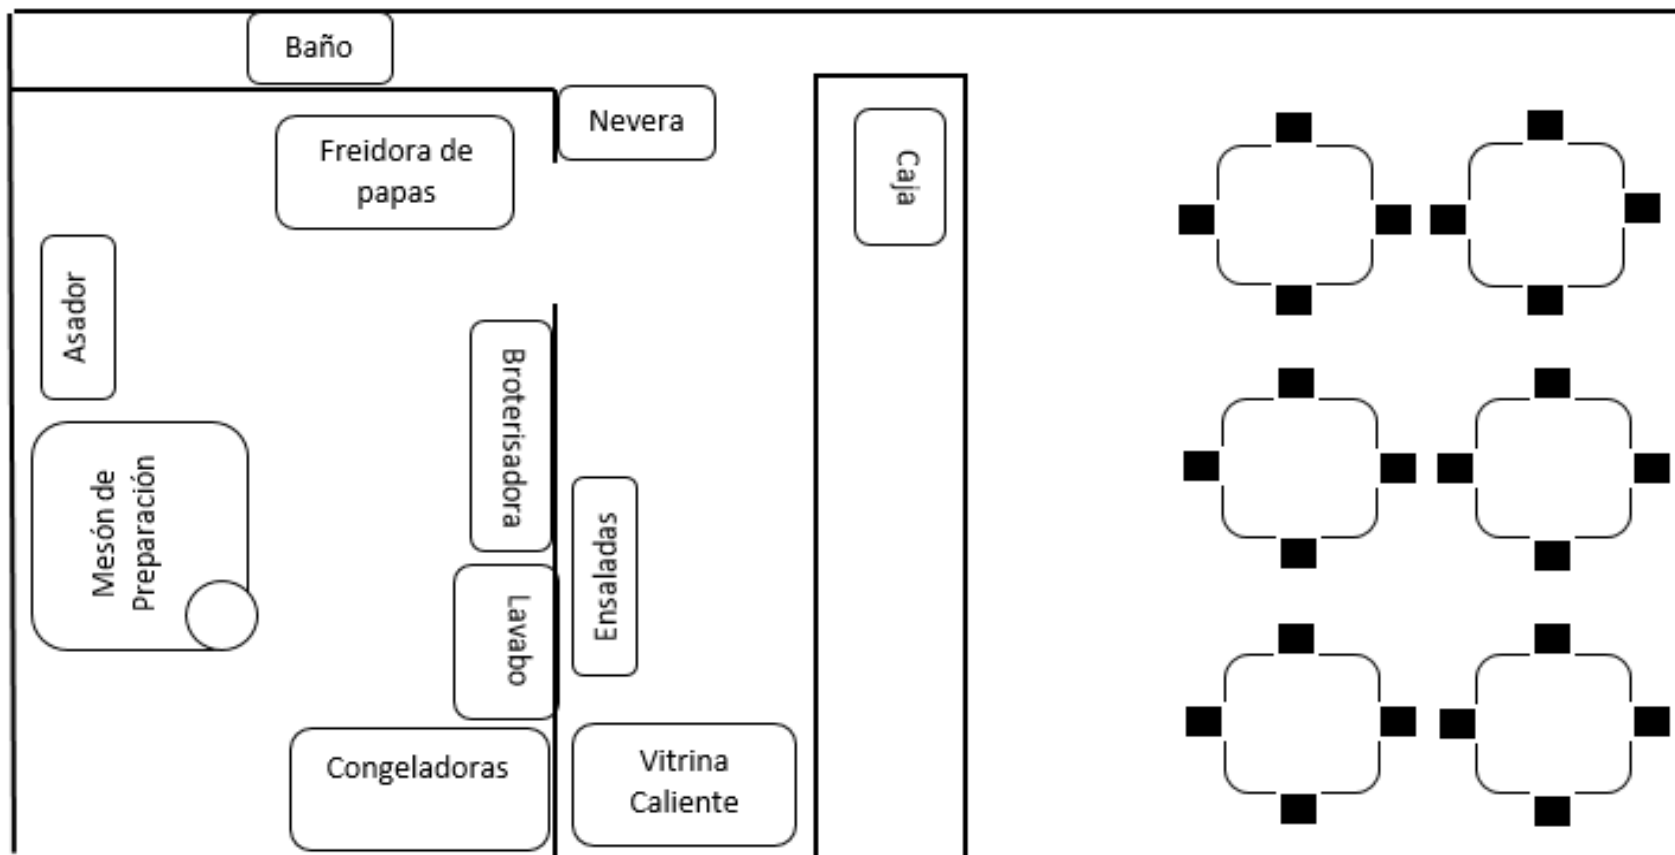 Baño
Nevera
Freidora de
papas
Caja
Asador
Broterisadora
Mesón de
Preparación
Ensaladas
Lavabo
Congeladoras
Vitrina
Caliente